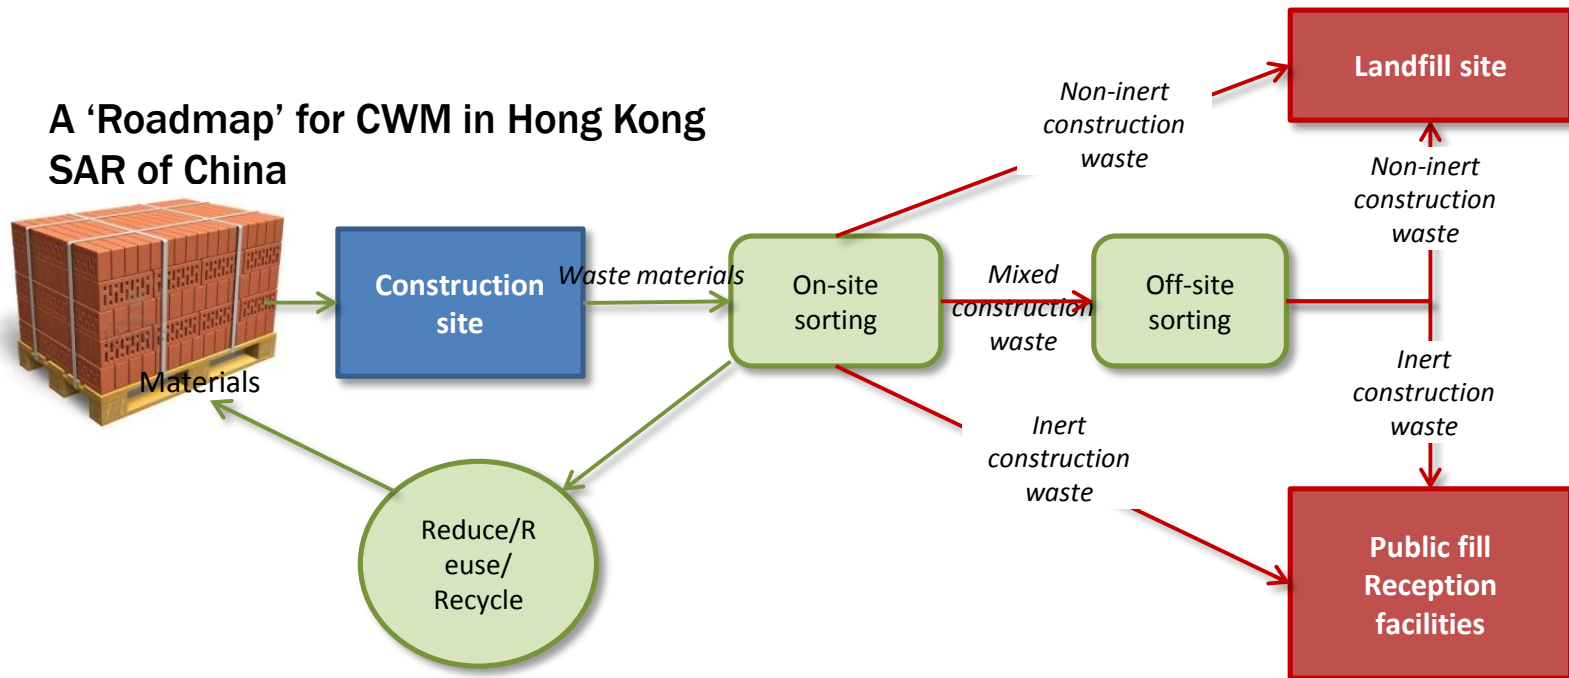 A ‘Roadmap’ for CWM in Hong Kong
SAR of China
Materials
Construction
site
Waste materials
On-site
sorting
Reduce/R
euse/
Recycle
Non-inert
construction
waste
Mixed
construction
waste
Inert
construction
waste
Off-site
sorting
Non-inert
construction
waste
Inert
construction
waste
Landfill site
Public fill
Reception
facilities